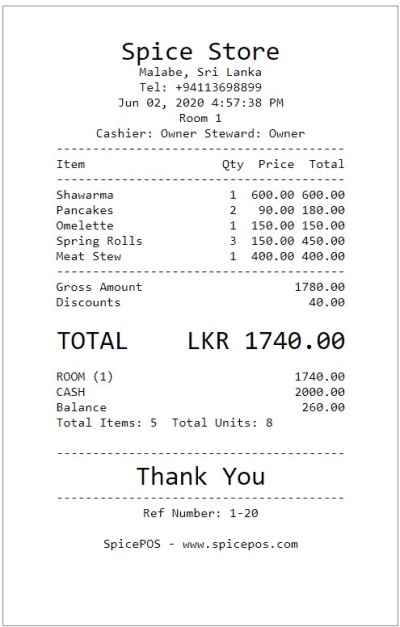 Spice Store
Malabe, Sri Lanka
Tel: +94113698899
Jun 02, 2020 4:57:38 PM
Room 1
Cashier: Owner Steward: Owner
----------------------------------------
Item Qty Price Total
----------------------------------------
Shawarma 1 600.00 600.00
Pancakes 2 90.00 180.00
Omelette 1 150.00 150.00
Spring Rolls 3 150.00 450.00
Meat Stew 1 400.00 400.00
----------------------------------------
Gross Amount 1780.00
Discounts 40.00
TOTAL LKR 1740.00
ROOM (1) 1740.00
CASH 2000.00
Balance 260.00
Total Items: 5 Total Units: 8
----------------------------------------
Thank You
----------------------------------------
Ref Number: 1-20
SpicePOS - www.spicepos.com